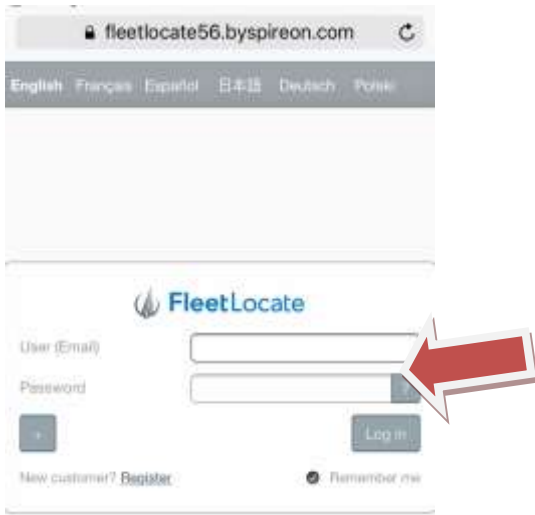 fleetlocate56.byspireon.com
English Français Español 日本語 Deutsch Polski
FleetLocate
User (Email)
Password
Log in
New customer? Register Remember me